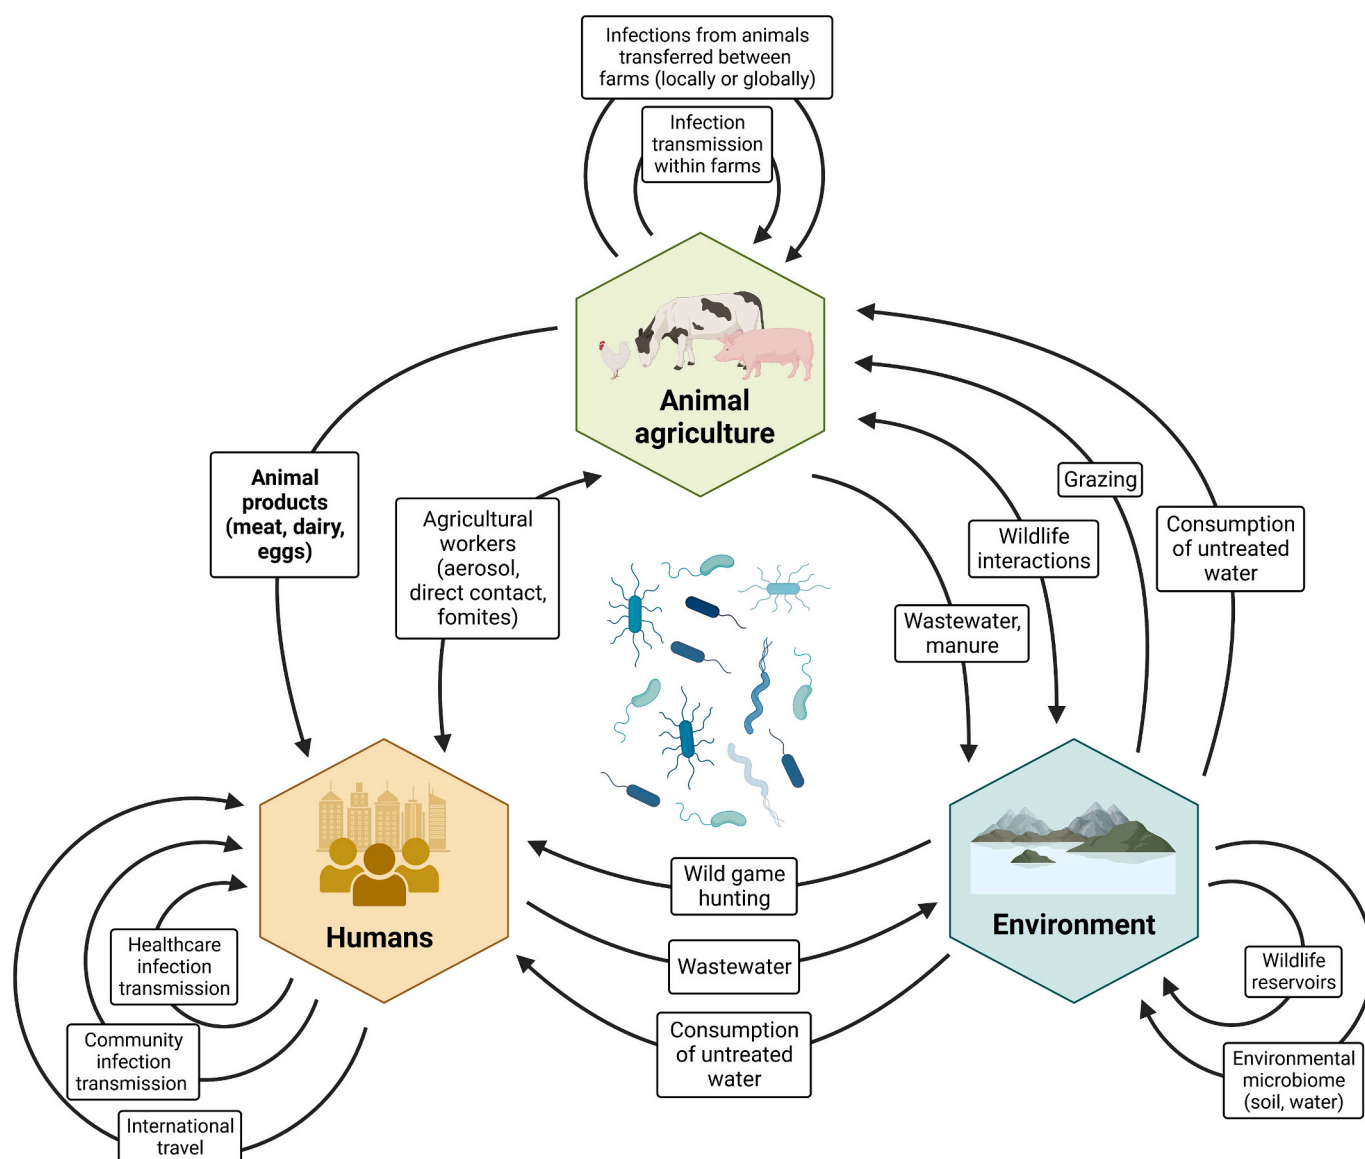 Infections from animals
transferred between
farms (locally or globally)
Infection
transmission
within farms
Animal
agriculture
Animal
products
(meat, dairy,
eggs)
Agricultural
workers
(aerosol,
direct contact,
fomites)
Grazing
Wildlife
interactions
Consumption
of untreated
water
Wastewater,
manure
Humans
Environment
Wild game
hunting
Wastewater
Consumption
of untreated
water
Healthcare
infection
transmission
Community
infection
transmission
International
travel
Wildlife
reservoirs
Environmental
microbiome
(soil, water)